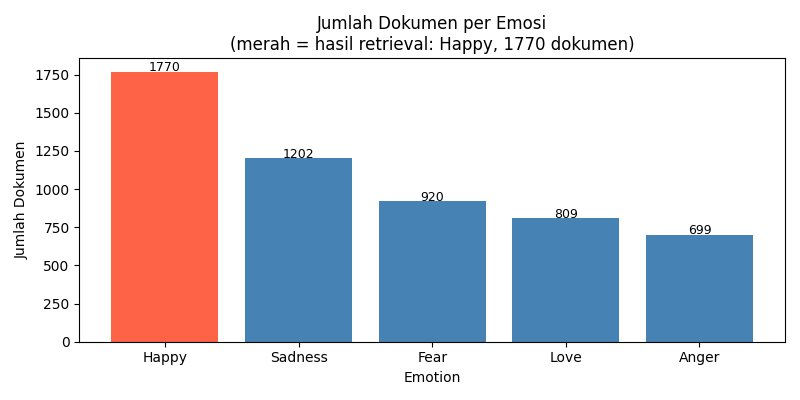 Jumlah Dokumen per Emosi
(merah = hasil retrieval: Happy, 1770 dokumen)
Jumlah Dokumen
1750
1500
1250
1000
750
500
250
0
1770
1202
920
809
699
Happy
Sadness
Fear
Love
Anger
Emotion